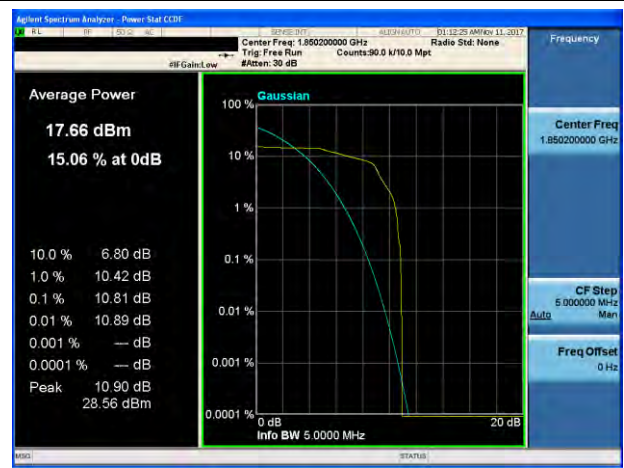 Agilent Spectrum Analyzer - Power Stat CCDF
RL RF 50 Ω AC SENSE:INT ALIGN AUTO 01:12:25 AM Nov 11, 2017
Center Freq: 1.850200000 GHz Radio Std: None
Trig: Free Run Counts:90.0 k/10.0 Mpt
#IFGain:Low #Atten: 30 dB
Frequency
Average Power
17.66 dBm
15.06 % at 0dB
10.0 % 6.80 dB
1.0 % 10.42 dB
0.1 % 10.81 dB
0.01 % 10.89 dB
0.001 % --- dB
0.0001 % --- dB
Peak 10.90 dB
28.56 dBm
Gaussian
100 %
10 %
1 %
0.1 %
0.01 %
0.001 %
0.0001 %
0 dB 20 dB
Info BW 5.0000 MHz
Center Freq
1.850200000 GHz
CF Step
5.000000 MHz
Auto Man
Freq Offset
0 Hz
MSG STATUS